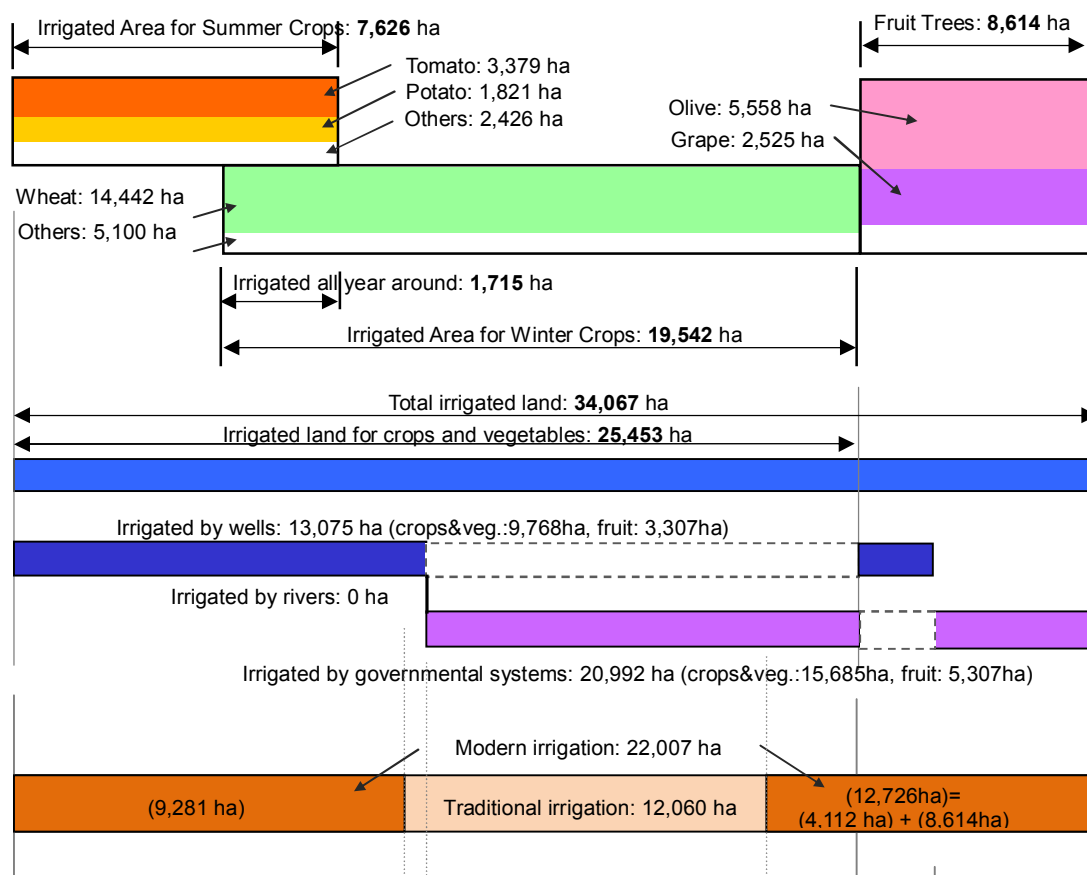 Irrigated Area for Summer Crops: 7,626 ha
Fruit Trees: 8,614 ha
Tomato: 3,379 ha
Potato: 1,821 ha
Others: 2,426 ha
Olive: 5,558 ha
Grape: 2,525 ha
Wheat: 14,442 ha
Others: 5,100 ha
Irrigated all year around: 1,715 ha
Irrigated Area for Winter Crops: 19,542 ha
Total irrigated land: 34,067 ha
Irrigated land for crops and vegetables: 25,453 ha
Irrigated by wells: 13,075 ha (crops&veg.:9,768ha, fruit: 3,307ha)
Irrigated by rivers: 0 ha
Irrigated by governmental systems: 20,992 ha (crops&veg.:15,685ha, fruit: 5,307ha)
Modern irrigation: 22,007 ha
(9,281 ha)
Traditional irrigation: 12,060 ha
(12,726ha)=
(4,112 ha) + (8,614ha)